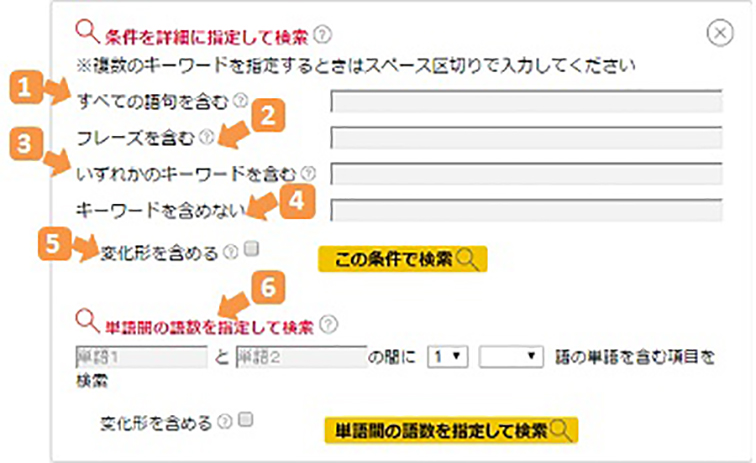 条件を詳細に指定して検索 ?
※複数のキーワードを指定するときはスペース区切りで入力してください
1
すべての語句を含む ?
2
フレーズを含む ?
3
いずれかのキーワードを含む ?
4
キーワードを含めない
5
変化形を含める ?
この条件で検索
6
単語間の語数を指定して検索 ?
単語1 と 単語2 の間に 1 ▼ ▼ 語の単語を含む項目を
検索
変化形を含める ?
単語間の語数を指定して検索